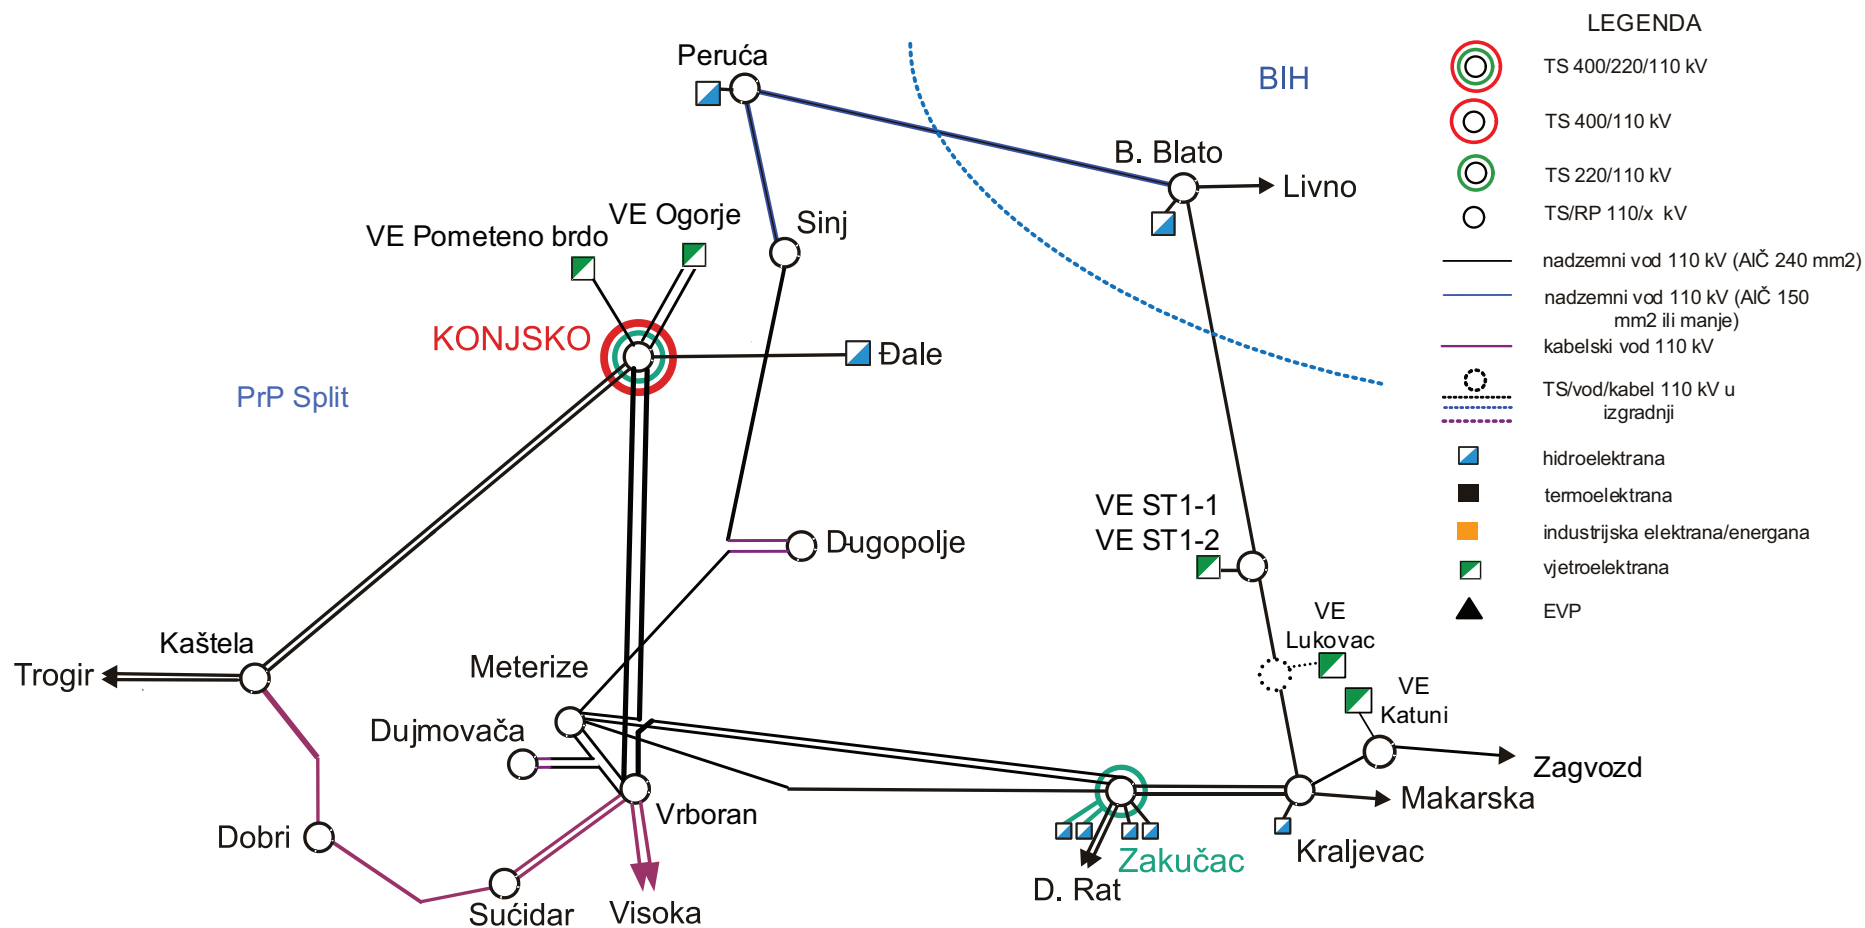 LEGENDA
TS 400/220/110 kV
TS 400/110 kV
TS 220/110 kV
TS/RP 110/x kV
nadzemni vod 110 kV (AlČ 240 mm2)
nadzemni vod 110 kV (AlČ 150
mm2 ili manje)
kabelski vod 110 kV
TS/vod/kabel 110 kV u
izgradnji
hidroelektrana
termoelektrana
industrijska elektrana/energana
vjetroelektrana
EVP
Peruća
BIH
B. Blato
Livno
VE Ogorje
VE Pometeno brdo
Sinj
KONJSKO
Đale
PrP Split
VE ST1-1
VE ST1-2
Dugopolje
VE
Lukovac
VE
Katuni
Kaštela
Trogir
Meterize
Dujmovača
Zagvozd
Makarska
Vrboran
Dobri
Kraljevac
Zakučac
D. Rat
Sućidar
Visoka